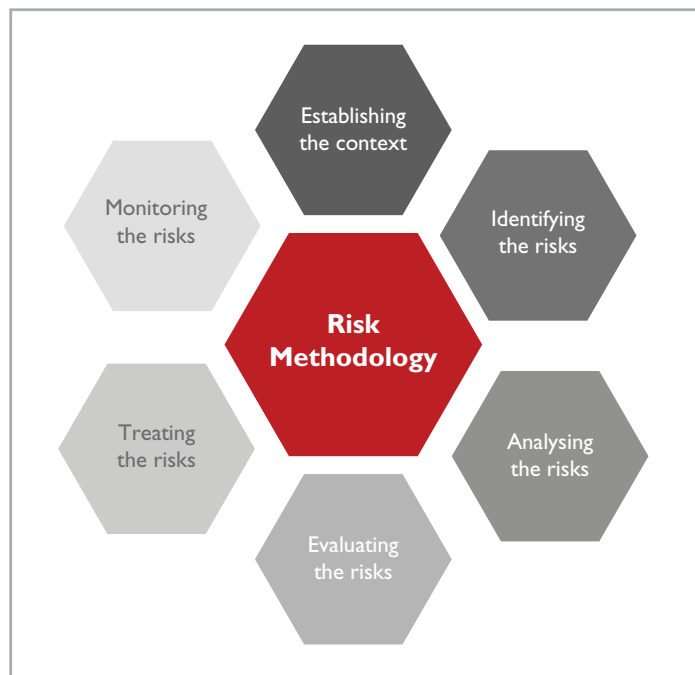 Establishing
the context
Identifying
the risks
Analysing
the risks
Evaluating
the risks
Treating
the risks
Monitoring
the risks
Risk
Methodology